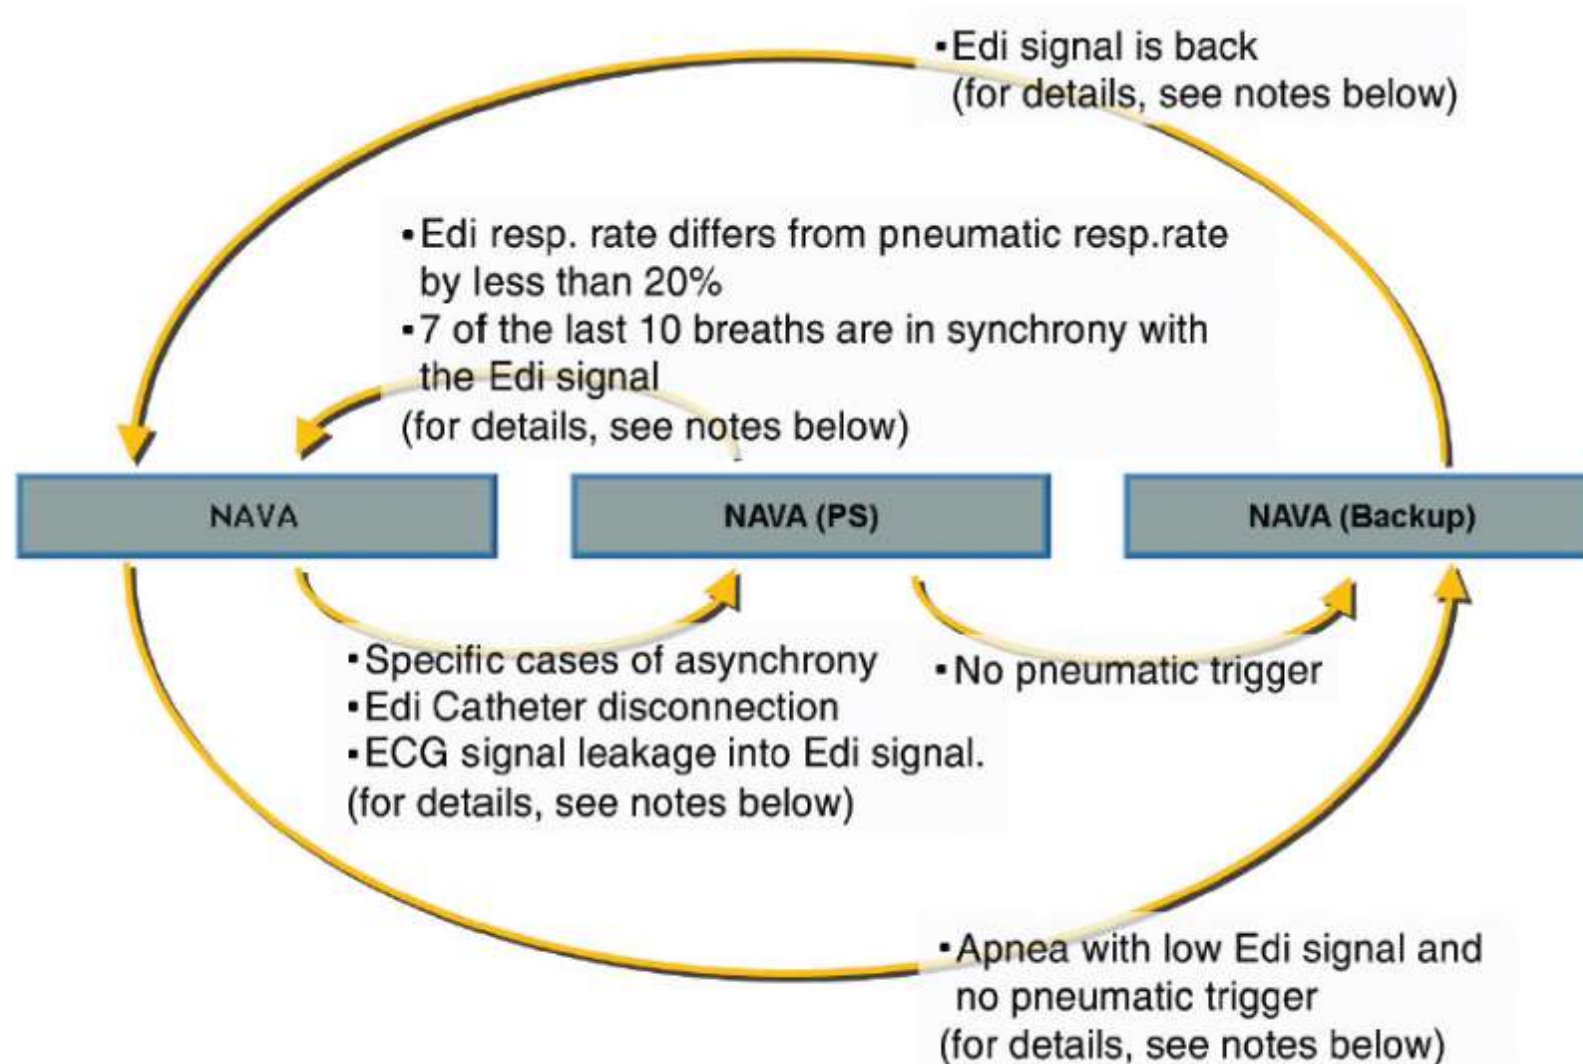 ▪Edi signal is back
(for details, see notes below)
▪Edi resp. rate differs from pneumatic resp.rate
by less than 20%
▪7 of the last 10 breaths are in synchrony with
the Edi signal
(for details, see notes below)
NAVA
NAVA (PS)
NAVA (Backup)
▪Specific cases of asynchrony
▪Edi Catheter disconnection
▪ECG signal leakage into Edi signal.
(for details, see notes below)
▪No pneumatic trigger
▪Apnea with low Edi signal and
no pneumatic trigger
(for details, see notes below)